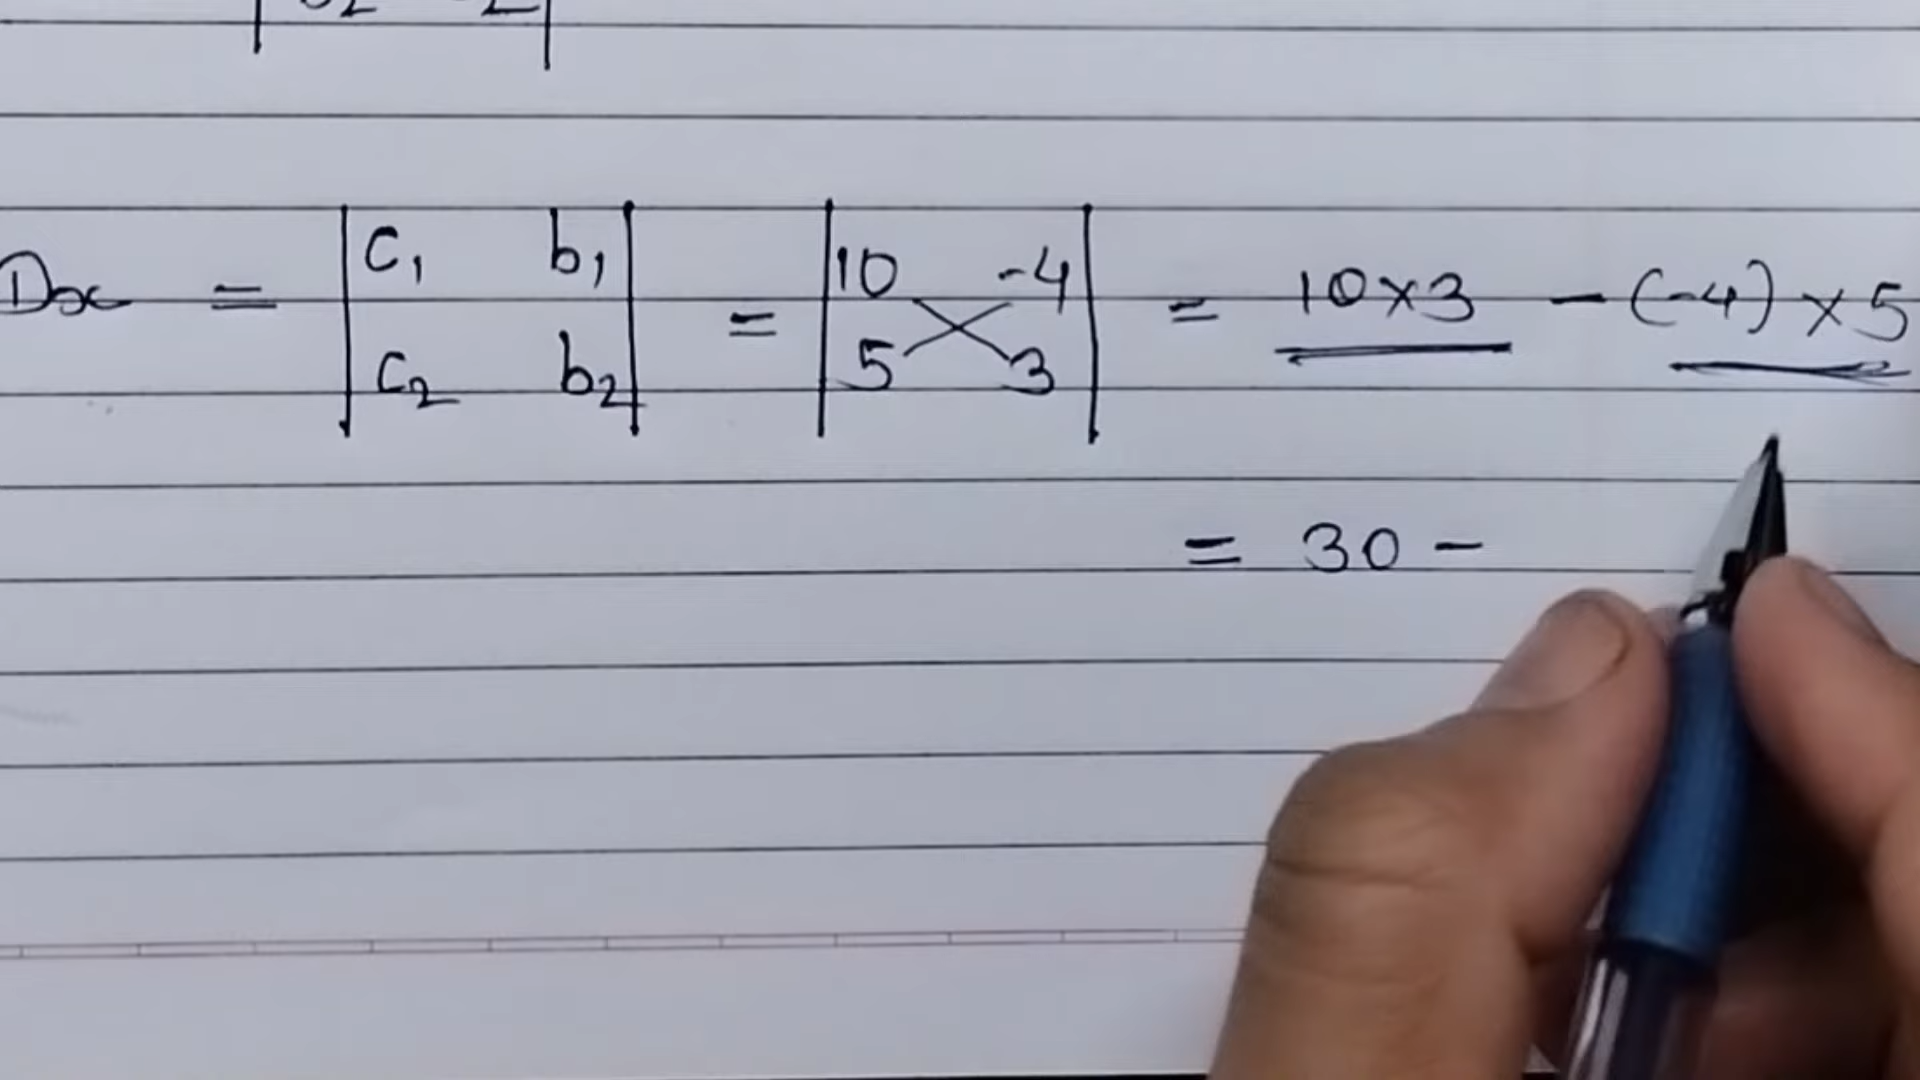 Dx = | c₁ b₁ | = | 10 -4 | = 10×3 - (-4)×5
| c₂ b₂ | | 5 3 |
= 30 -